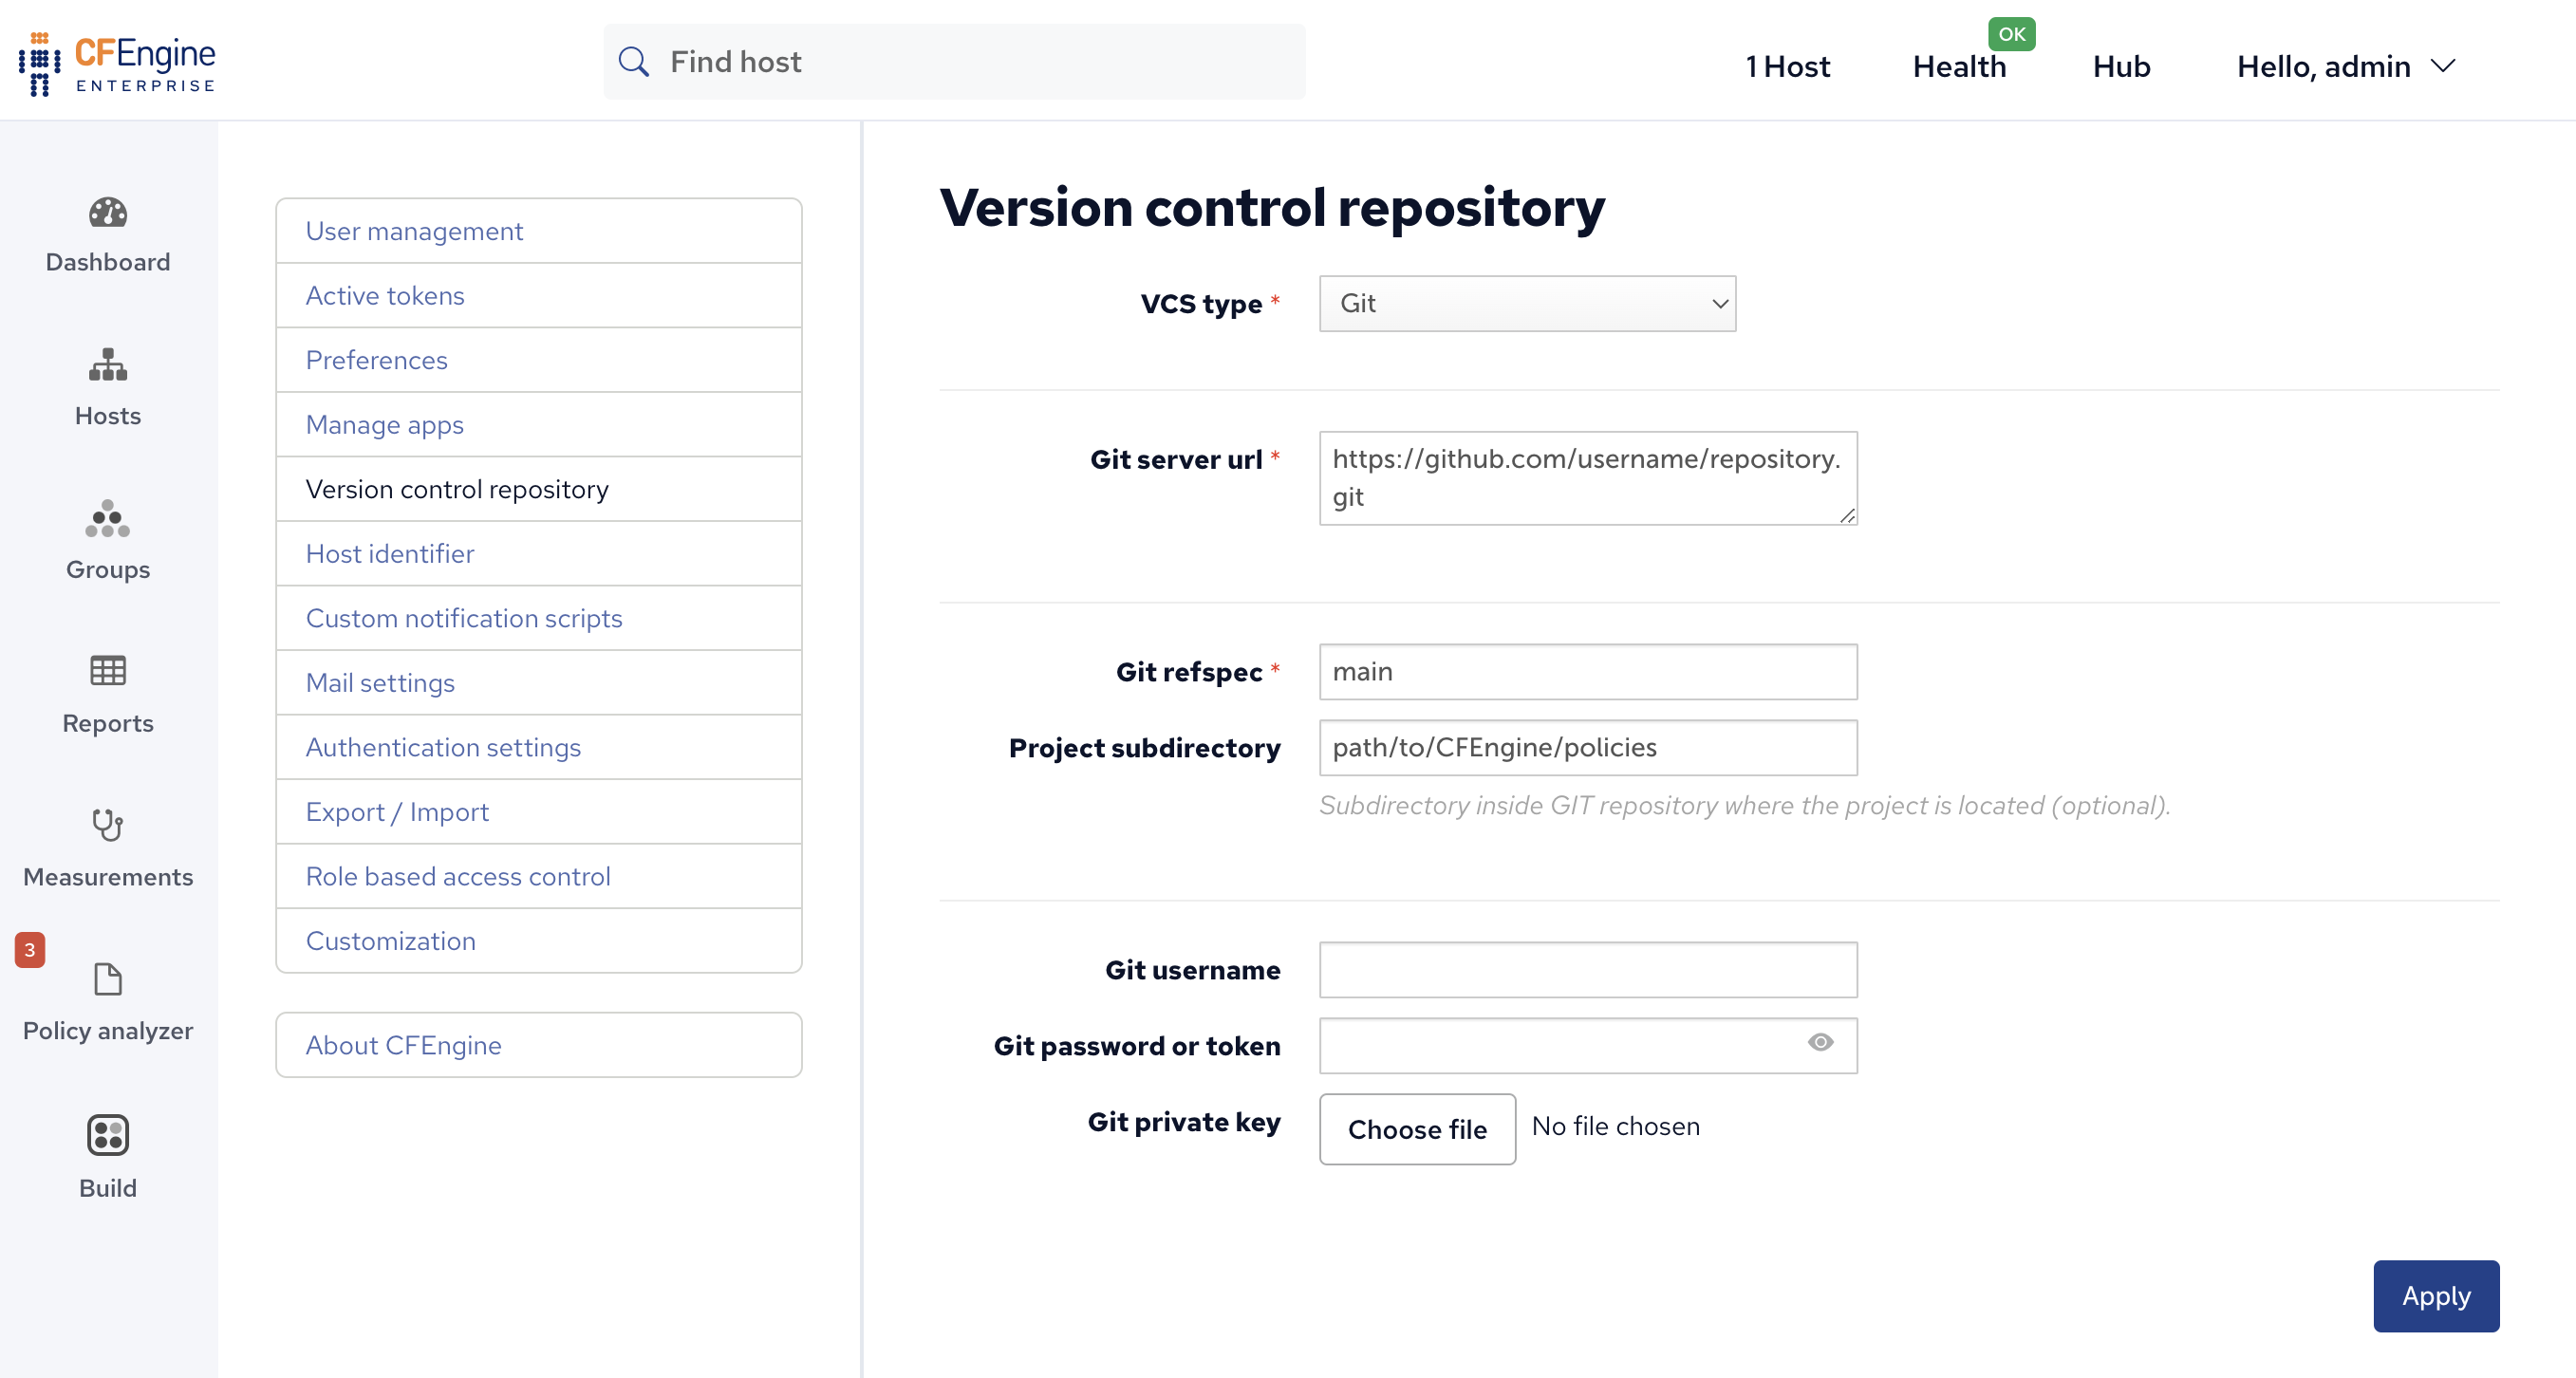 CFEngine
ENTERPRISE
Find host
1 Host
Health
OK
Hub
Hello, admin
Dashboard
Hosts
Groups
Reports
Measurements
3
Policy analyzer
Build
User management
Active tokens
Preferences
Manage apps
Version control repository
Host identifier
Custom notification scripts
Mail settings
Authentication settings
Export / Import
Role based access control
Customization
About CFEngine
Version control repository
VCS type *
Git
Git server url *
https://github.com/username/repository.
git
Git refspec *
main
Project subdirectory
path/to/CFEngine/policies
Subdirectory inside GIT repository where the project is located (optional).
Git username
Git password or token
Git private key
Choose file
No file chosen
Apply